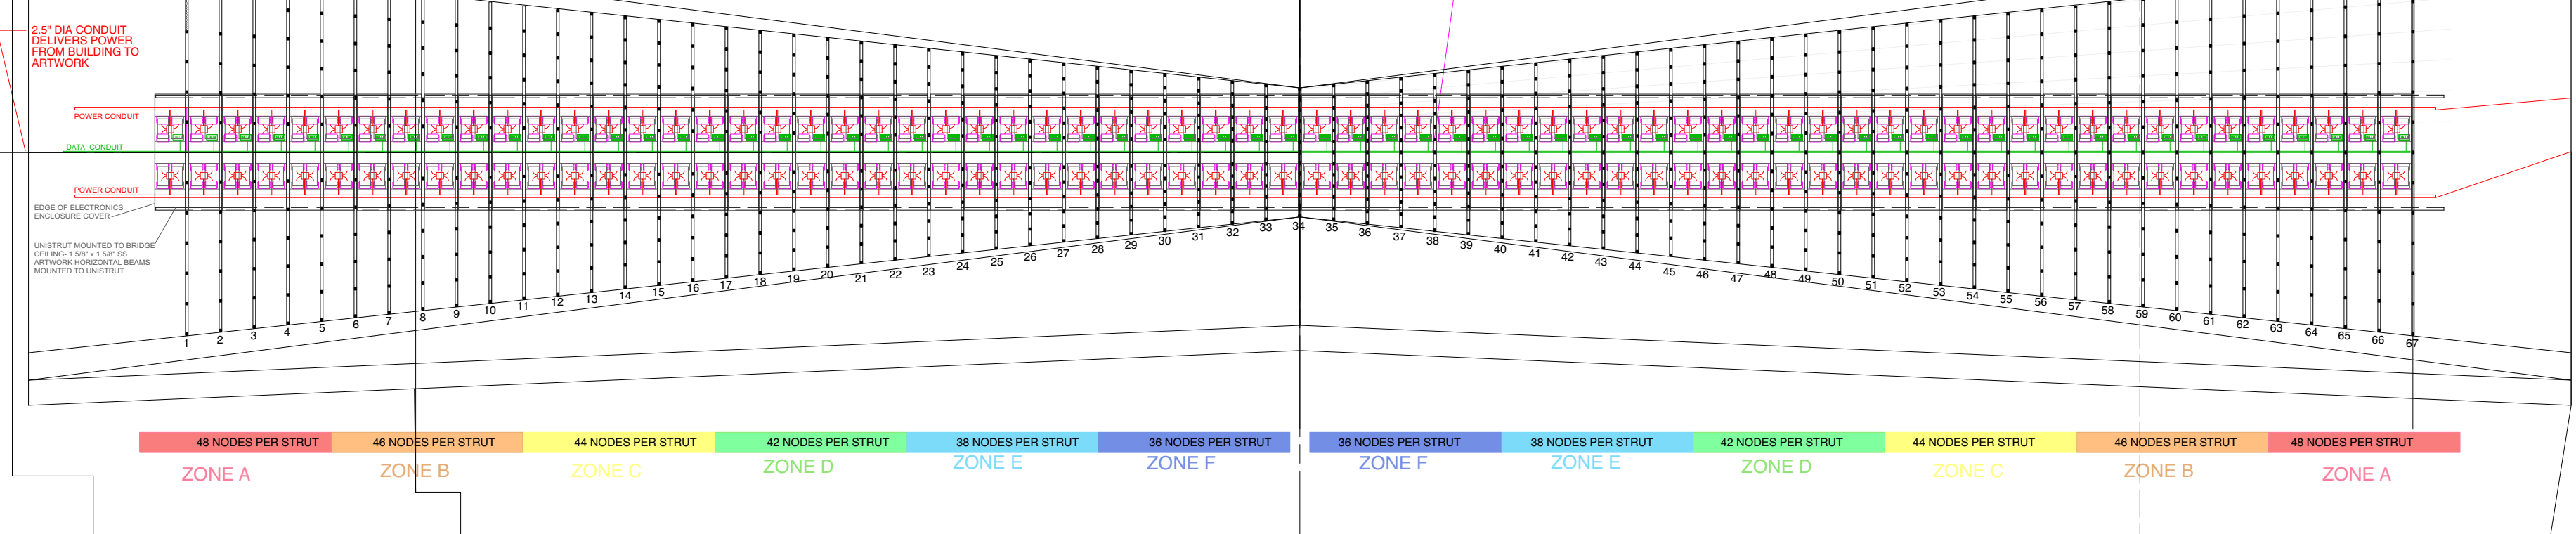 2.5" DIA CONDUIT
DELIVERS POWER
FROM BUILDING TO
ARTWORK
POWER CONDUIT
DATA CONDUIT
POWER CONDUIT
EDGE OF ELECTRONICS
ENCLOSURE COVER
UNISTRUT MOUNTED TO BRIDGE
CEILING- 1 5/8" x 1 5/8" SS.
ARTWORK HORIZONTAL BEAMS
MOUNTED TO UNISTRUT
1 2 3 4 5 6 7 8 9 10 11 12 13 14 15 16 17 18 19 20 21 22 23 24 25 26 27 28 29 30 31 32 33 34 35 36 37 38 39 40 41 42 43 44 45 46 47 48 49 50 51 52 53 54 55 56 57 58 59 60 61 62 63 64 65 66 67
48 NODES PER STRUT 46 NODES PER STRUT 44 NODES PER STRUT 42 NODES PER STRUT 38 NODES PER STRUT 36 NODES PER STRUT 36 NODES PER STRUT 38 NODES PER STRUT 42 NODES PER STRUT 44 NODES PER STRUT 46 NODES PER STRUT 48 NODES PER STRUT
ZONE A ZONE B ZONE C ZONE D ZONE E ZONE F ZONE F ZONE E ZONE D ZONE C ZONE B ZONE A